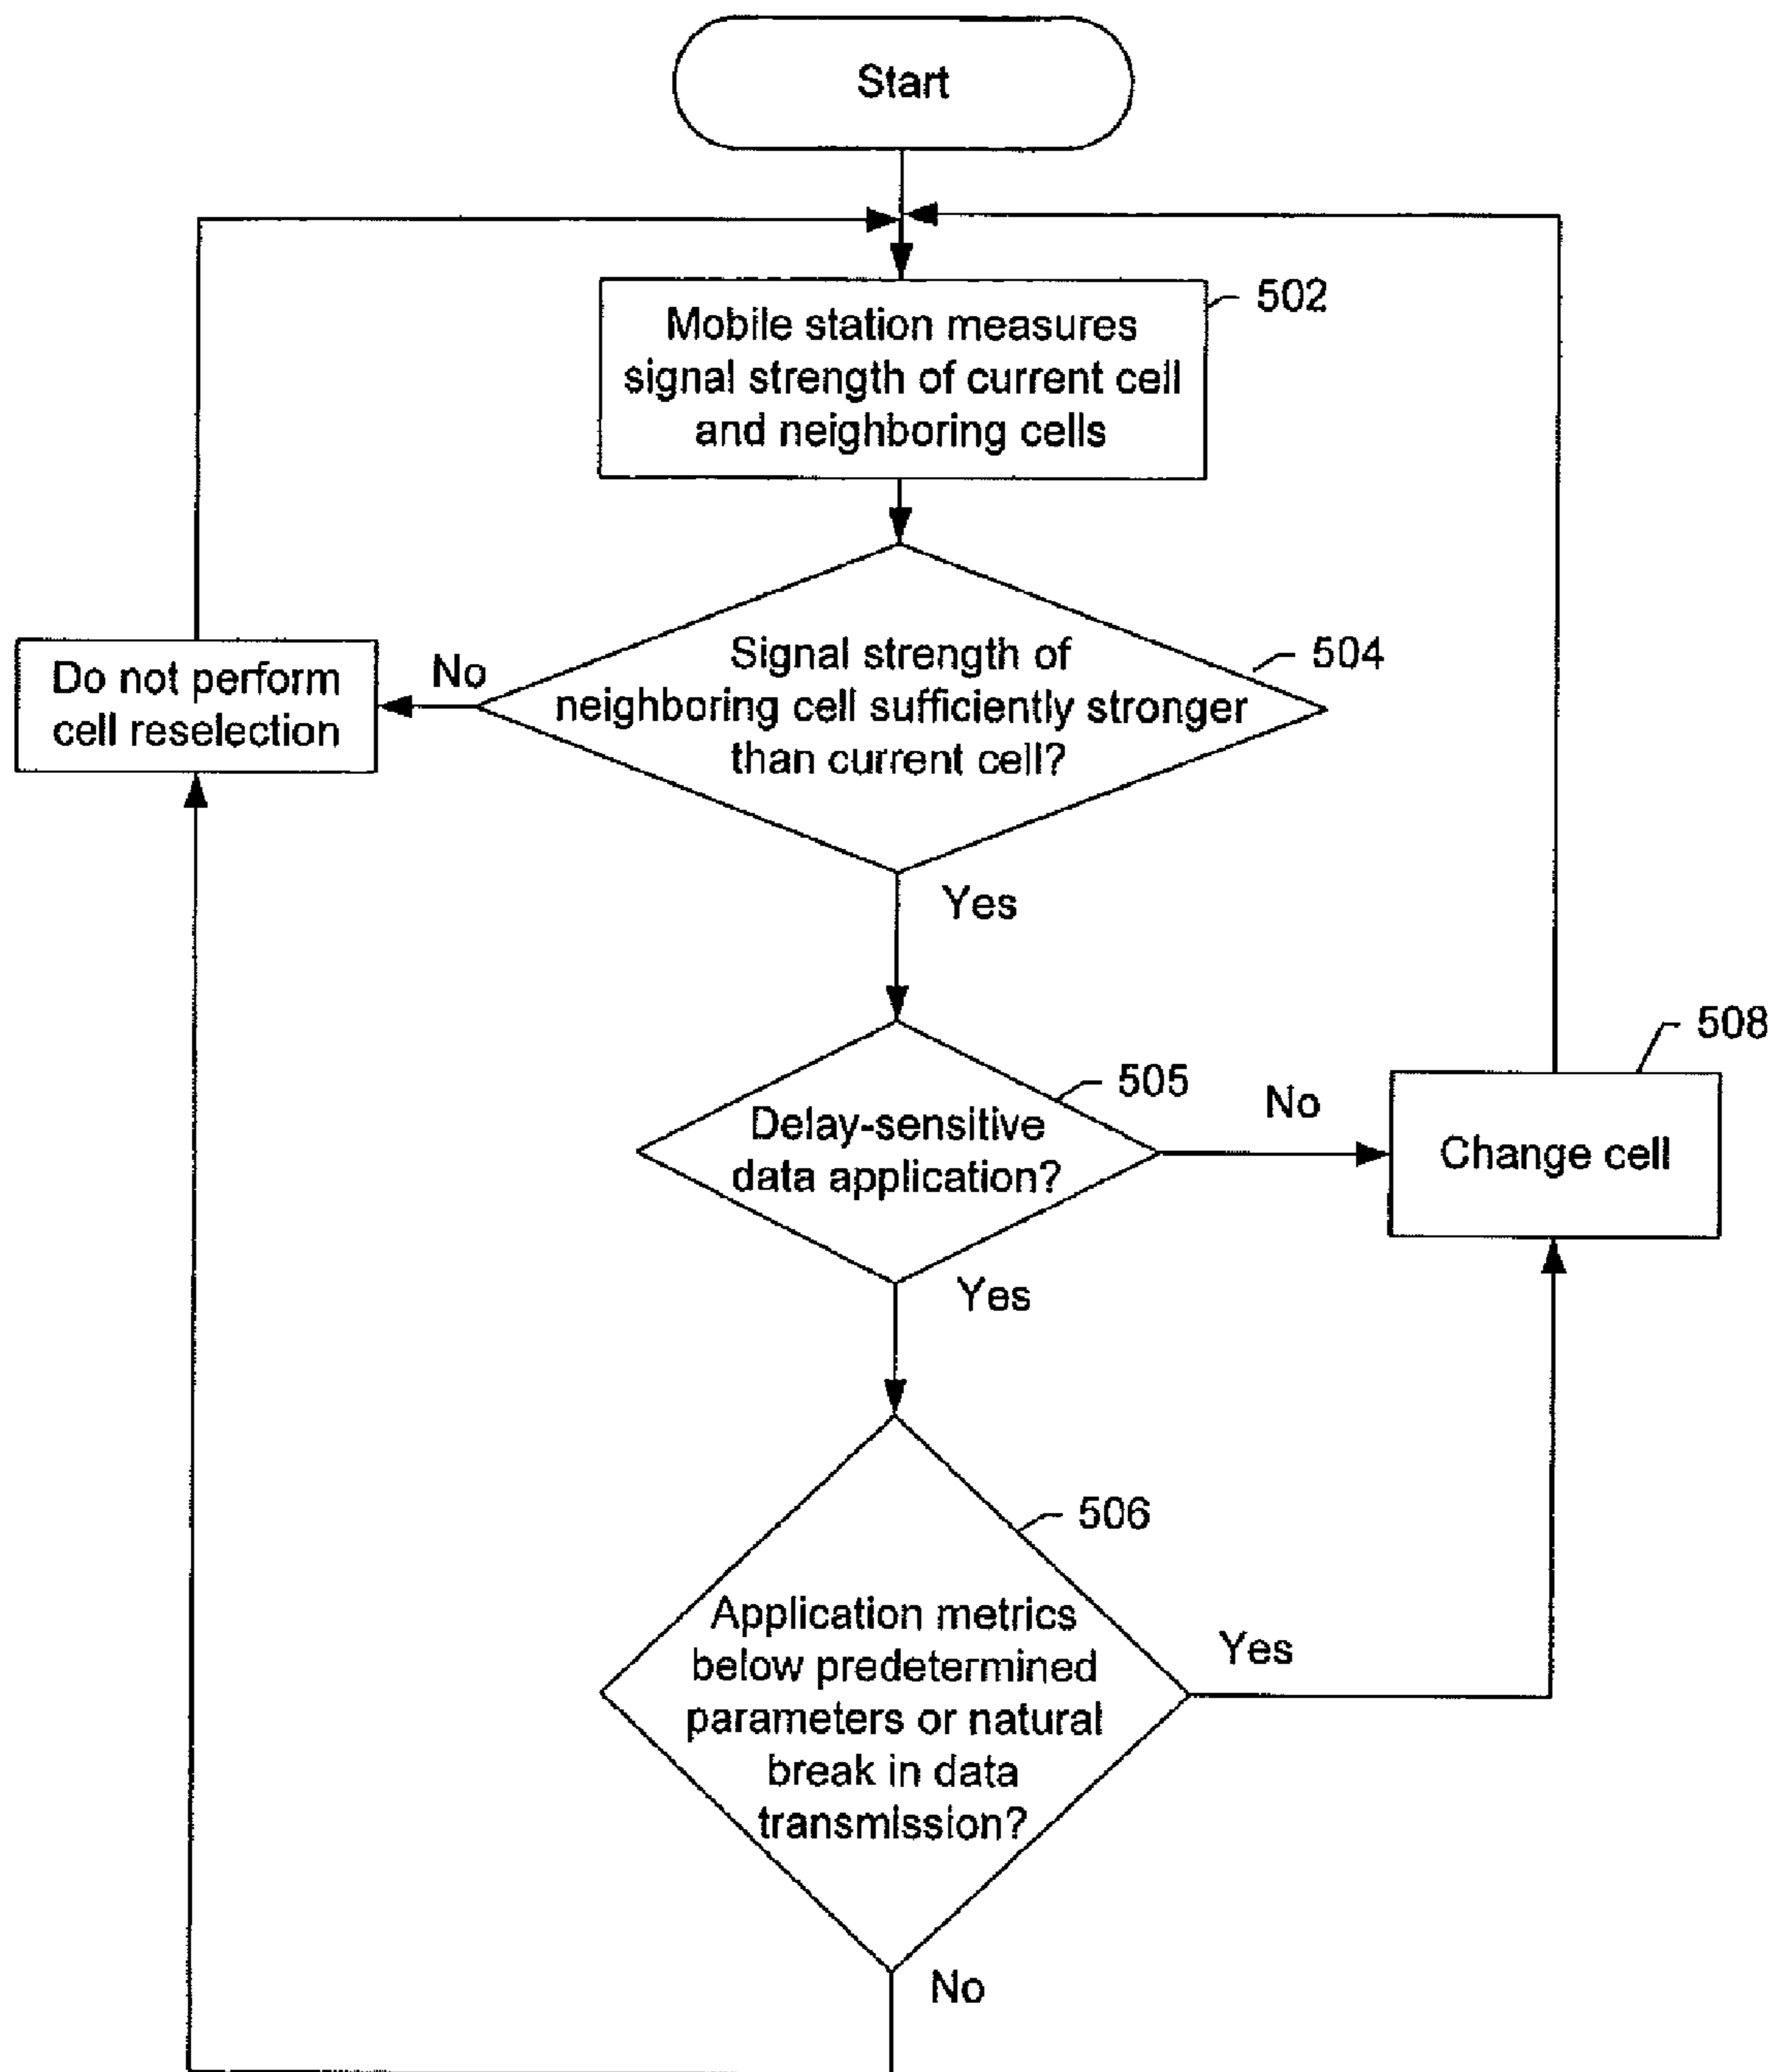 Start
502
Mobile station measures
signal strength of current cell
and neighboring cells
504
Signal strength of
neighboring cell sufficiently stronger
than current cell?
No
Do not perform
cell reselection
Yes
505
Delay-sensitive
data application?
No
508
Change cell
Yes
506
Application metrics
below predetermined
parameters or natural
break in data
transmission?
Yes
No